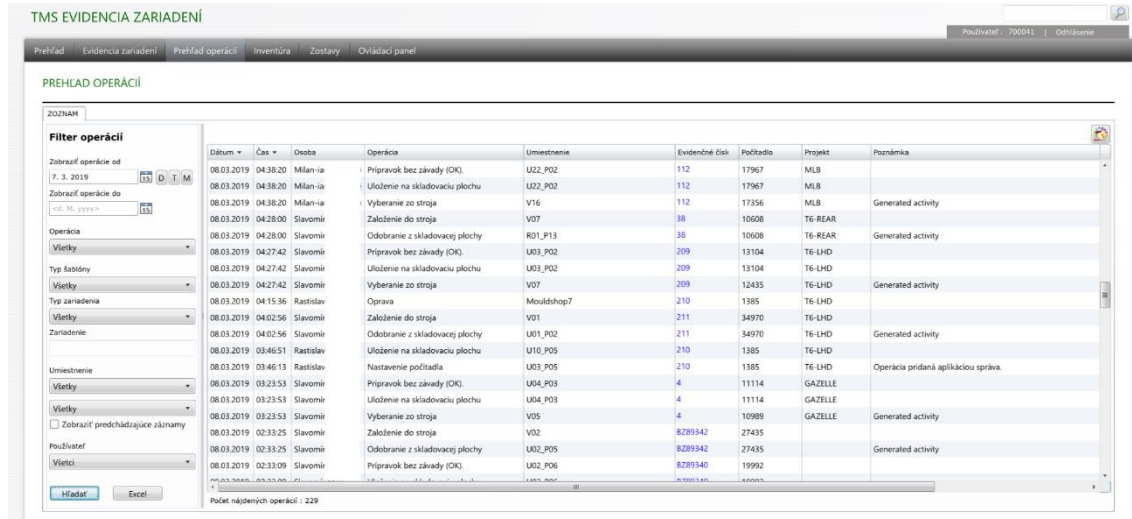 TMS EVIDENCIA ZARIADENÍ
Používateľ : 700041 | Odhlásenie
Prehľad Evidencia zariadení Prehľad operácií Inventúra Zostavy Ovládací panel
PREHĽAD OPERÁCIÍ
ZOZNAM
Filter operácií
Zobraziť operácie od
7. 3. 2019 15 D T M
Zobraziť operácie do
<d. M. yyyy> 15
Operácia
Všetky
Typ šablóny
Všetky
Typ zariadenia
Všetky
Zariadenie
Umiestnenie
Všetky
Všetky
Zobraziť predchádzajúce záznamy
Používateľ
Všetci
Hľadať Excel
Dátum Čas Osoba Operácia Umiestnenie Evidenčné čísl Počítadlo Projekt Poznámka
08.03.2019 04:38:20 Milan-ia Prípravok bez závady (OK). U22_P02 112 17967 MLB
08.03.2019 04:38:20 Milan-ia Uloženie na skladovaciu plochu U22_P02 112 17967 MLB
08.03.2019 04:38:20 Milan-ia Vyberanie zo stroja V16 112 17356 MLB Generated activity
08.03.2019 04:28:00 Slavomír Založenie do stroja V07 38 10608 T6-REAR
08.03.2019 04:28:00 Slavomír Odobranie z skladovacej plochy R01_P13 38 10608 T6-REAR Generated activity
08.03.2019 04:27:42 Slavomír Prípravok bez závady (OK). U03_P02 209 13104 T6-LHD
08.03.2019 04:27:42 Slavomír Uloženie na skladovaciu plochu U03_P02 209 13104 T6-LHD
08.03.2019 04:27:42 Slavomír Vyberanie zo stroja V07 209 12435 T6-LHD Generated activity
08.03.2019 04:15:36 Rastislav Oprava Mouldshop7 210 1385 T6-LHD
08.03.2019 04:02:56 Slavomír Založenie do stroja V01 211 34970 T6-LHD
08.03.2019 04:02:56 Slavomír Odobranie z skladovacej plochy U01_P02 211 34970 T6-LHD Generated activity
08.03.2019 03:46:51 Rastislav Uloženie na skladovaciu plochu U10_P05 210 1385 T6-LHD
08.03.2019 03:46:13 Rastislav Nastavenie počítadla U03_P05 210 1385 T6-LHD Operácia pridaná aplikáciou správa.
08.03.2019 03:23:53 Slavomír Prípravok bez závady (OK). U04_P03 4 11114 GAZELLE
08.03.2019 03:23:53 Slavomír Uloženie na skladovaciu plochu U04_P03 4 11114 GAZELLE
08.03.2019 03:23:53 Slavomír Vyberanie zo stroja V05 4 10989 GAZELLE Generated activity
08.03.2019 02:33:25 Slavomír Založenie do stroja V02 BZ89342 27435
08.03.2019 02:33:25 Slavomír Odobranie z skladovacej plochy U02_P05 BZ89342 27435 Generated activity
08.03.2019 02:33:09 Slavomír Prípravok bez závady (OK). U02_P06 BZ89340 19992
Počet nájdených operácií : 229